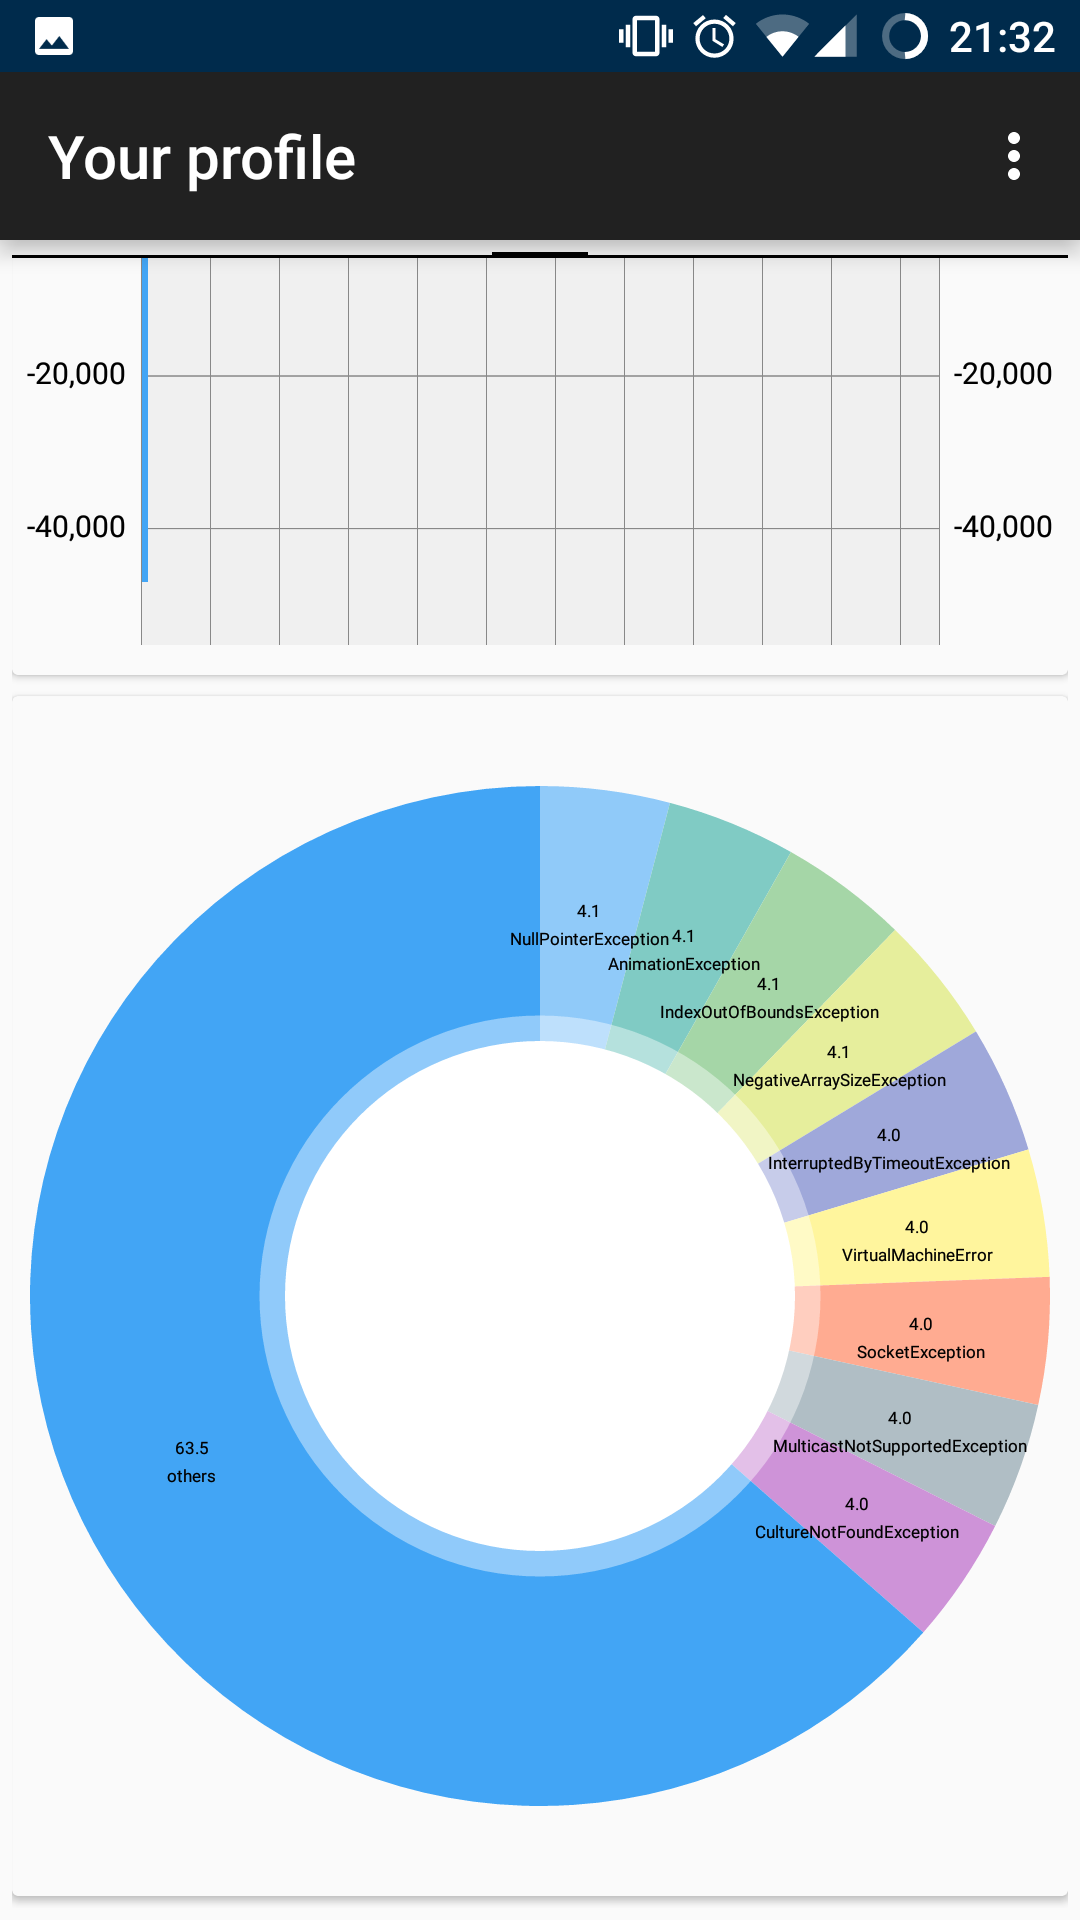 21:32
Your profile
-20,000 -20,000
-40,000 -40,000
4.1
NullPointerException
4.1
AnimationException
4.1
IndexOutOfBoundsException
4.1
NegativeArraySizeException
4.0
InterruptedByTimeoutException
4.0
VirtualMachineError
4.0
SocketException
4.0
MulticastNotSupportedException
4.0
CultureNotFoundException
63.5
others